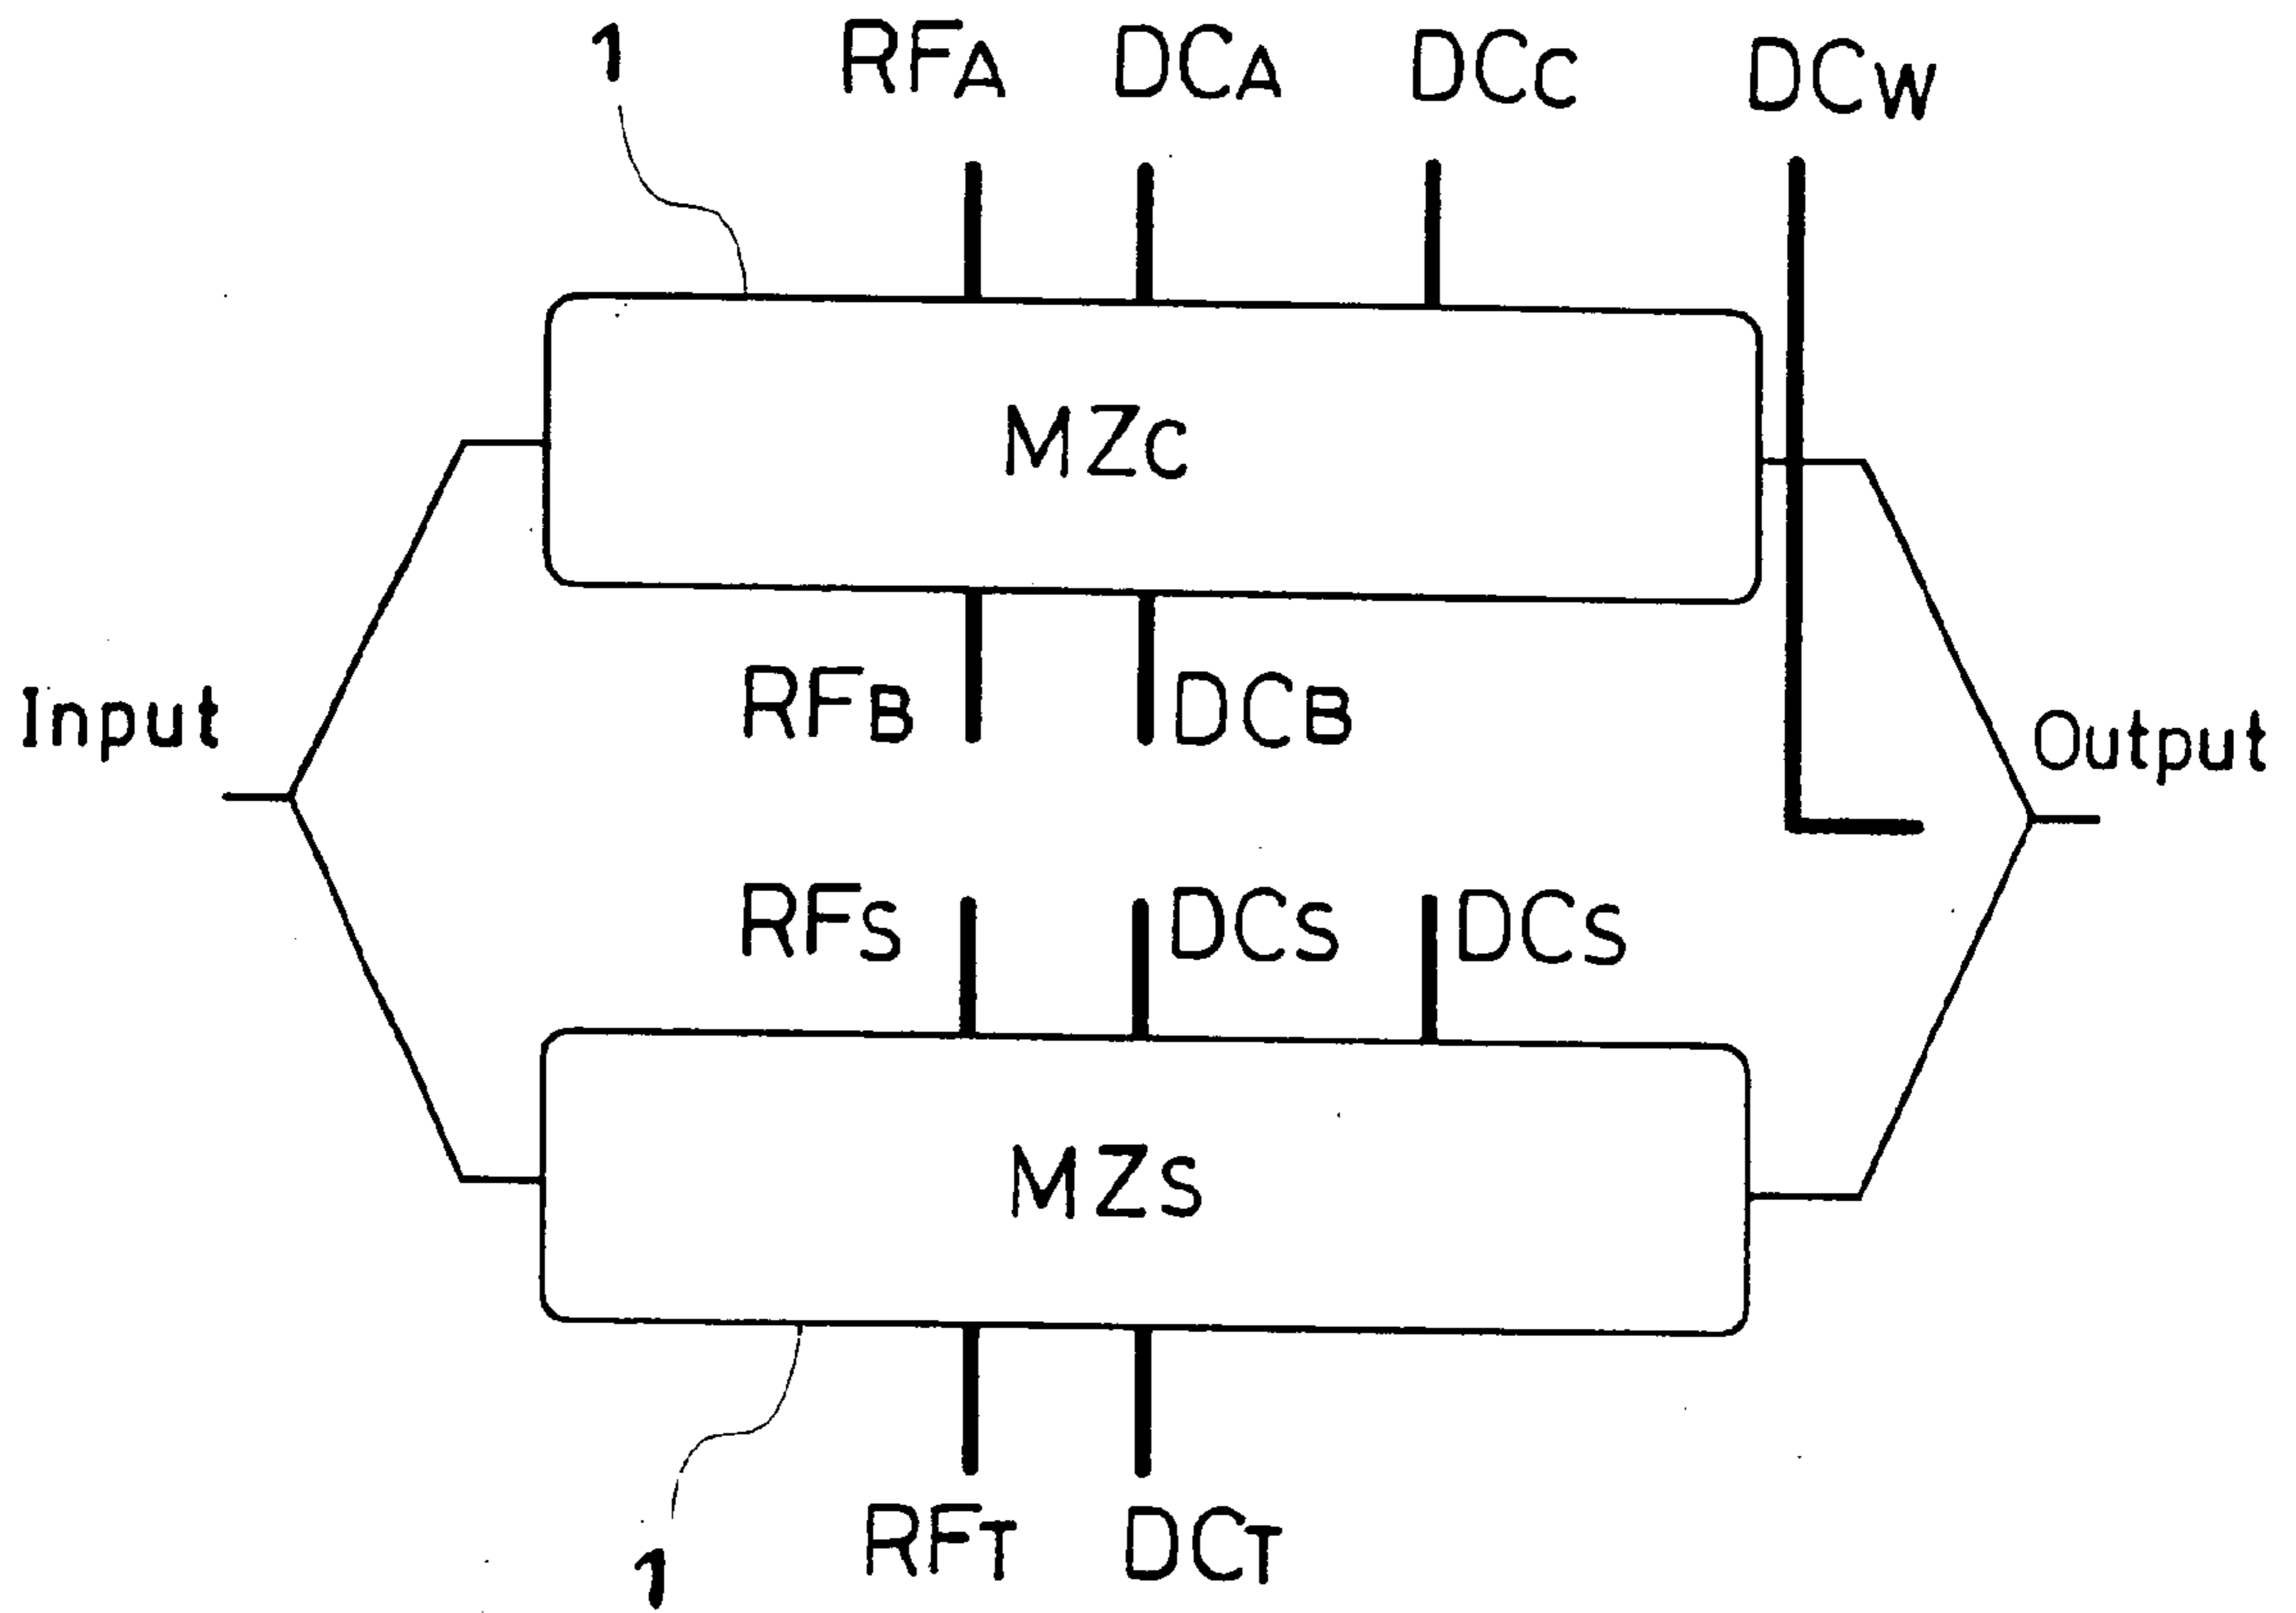 1
RFA DCA DCC DCW
MZC
RFB DCB
Input
Output
RFS DCS DCS
MZS
RFT DCT
1